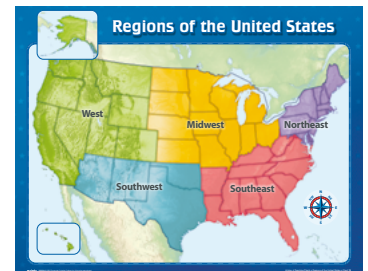 Regions of the United States
West
Midwest
Northeast
Southwest
Southeast